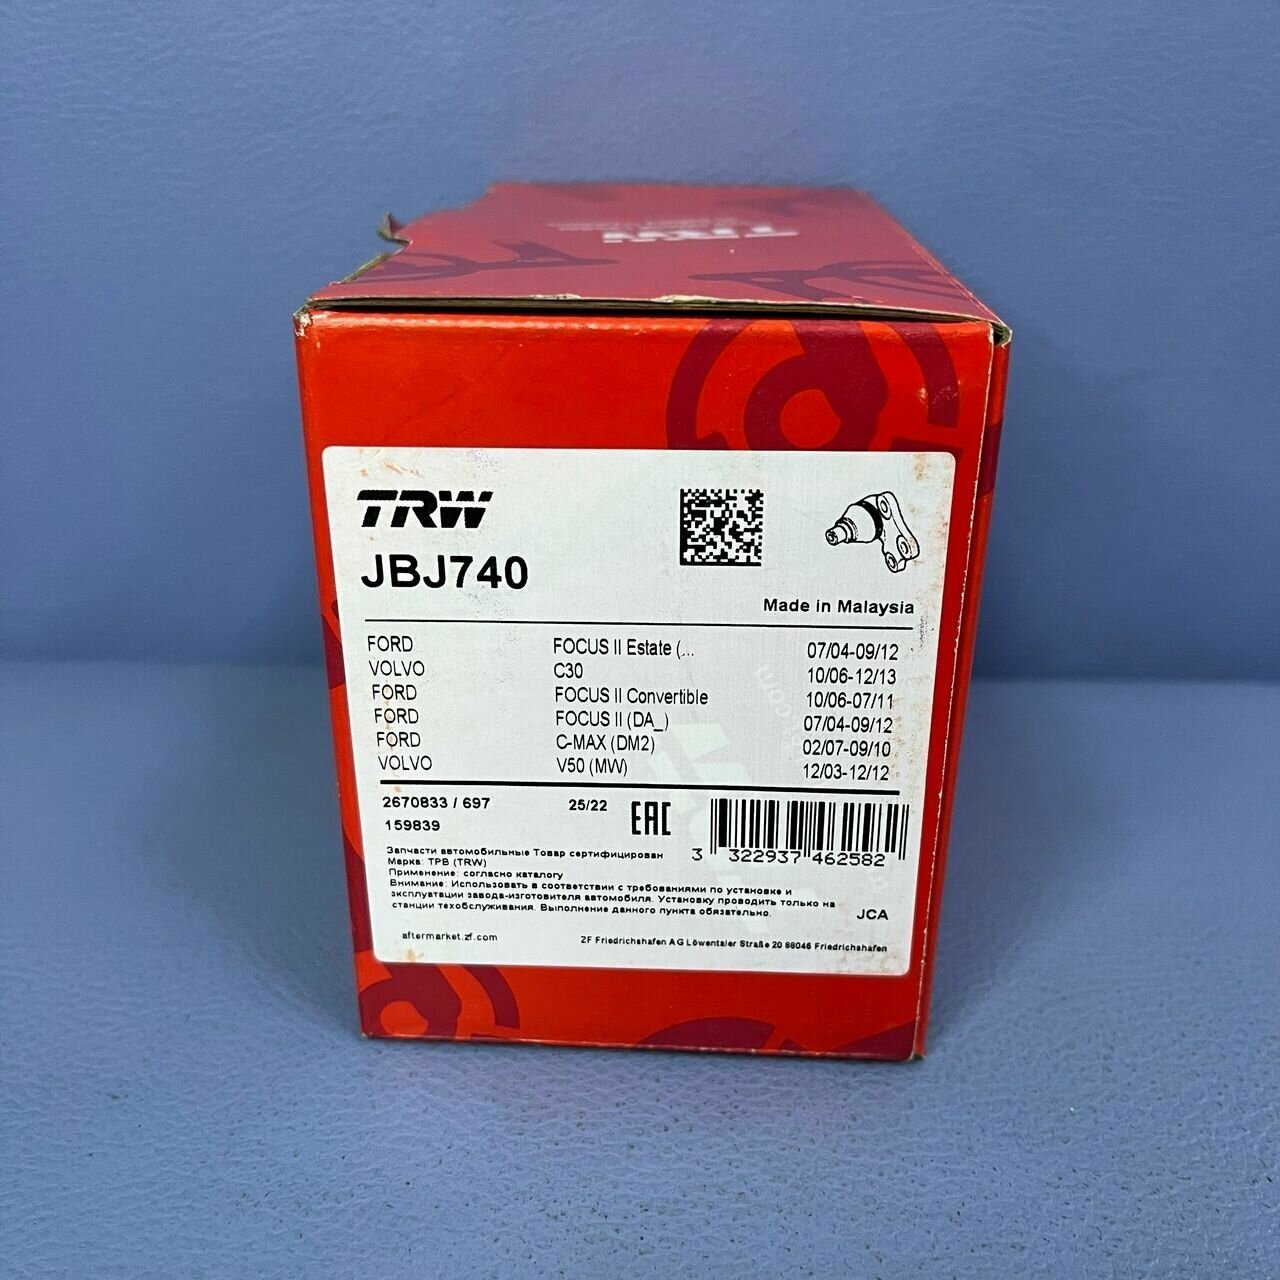 TRW
TRW
JBJ740
Made in Malaysia
FORD FOCUS II Estate (... 07/04-09/12
VOLVO C30 10/06-12/13
FORD FOCUS II Convertible 10/06-07/11
FORD FOCUS II (DA_) 07/04-09/12
FORD C-MAX (DM2) 02/07-09/10
VOLVO V50 (MW) 12/03-12/12
2670833 / 697 25/22 EAC
159839
3 322937 462582
Запчасти автомобильные Товар сертифицирован
Марка: ТРВ (TRW)
Применение: согласно каталогу
Внимание: Использовать в соответствии с требованиями по установке и
эксплуатации завода-изготовителя автомобиля. Установку проводить только на
станции техобслуживания. Выполнение данного пункта обязательно.
JCA
aftermarket.zf.com ZF Friedrichshafen AG Löwentaler Straße 20 88046 Friedrichshafen